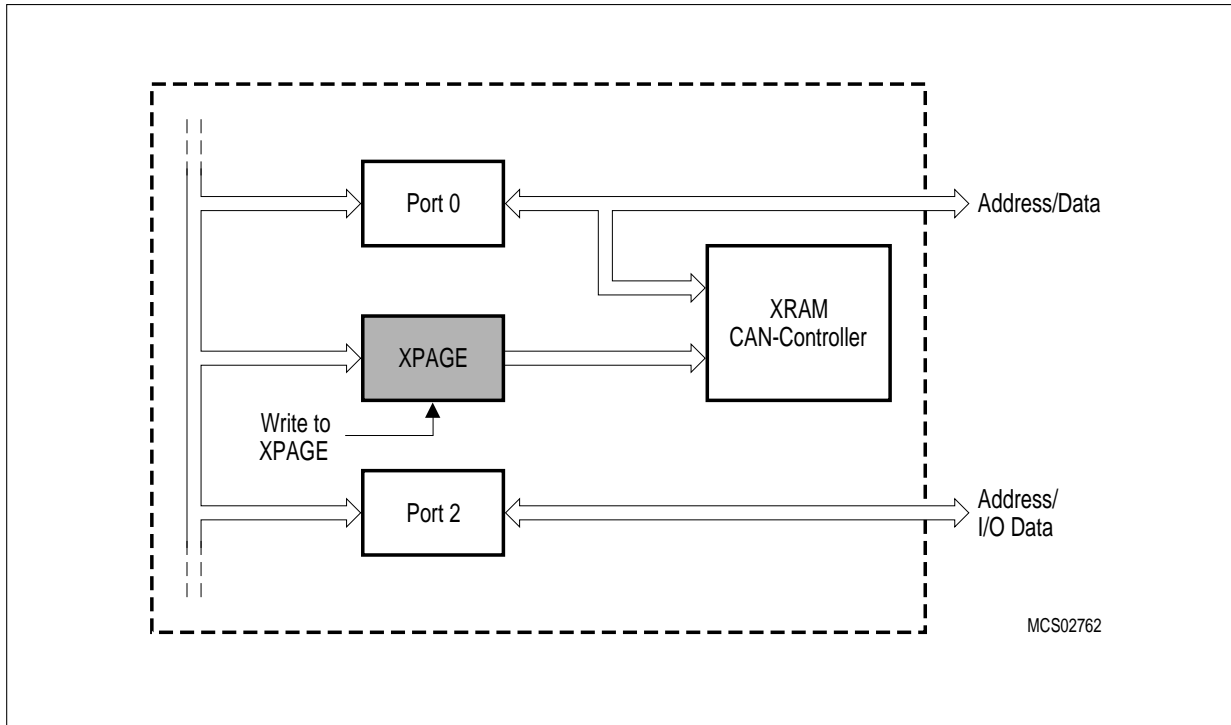 Port 0
Address/Data
XRAM
CAN-Controller
XPAGE
Write to
XPAGE
Port 2
Address/
I/O Data
MCS02762